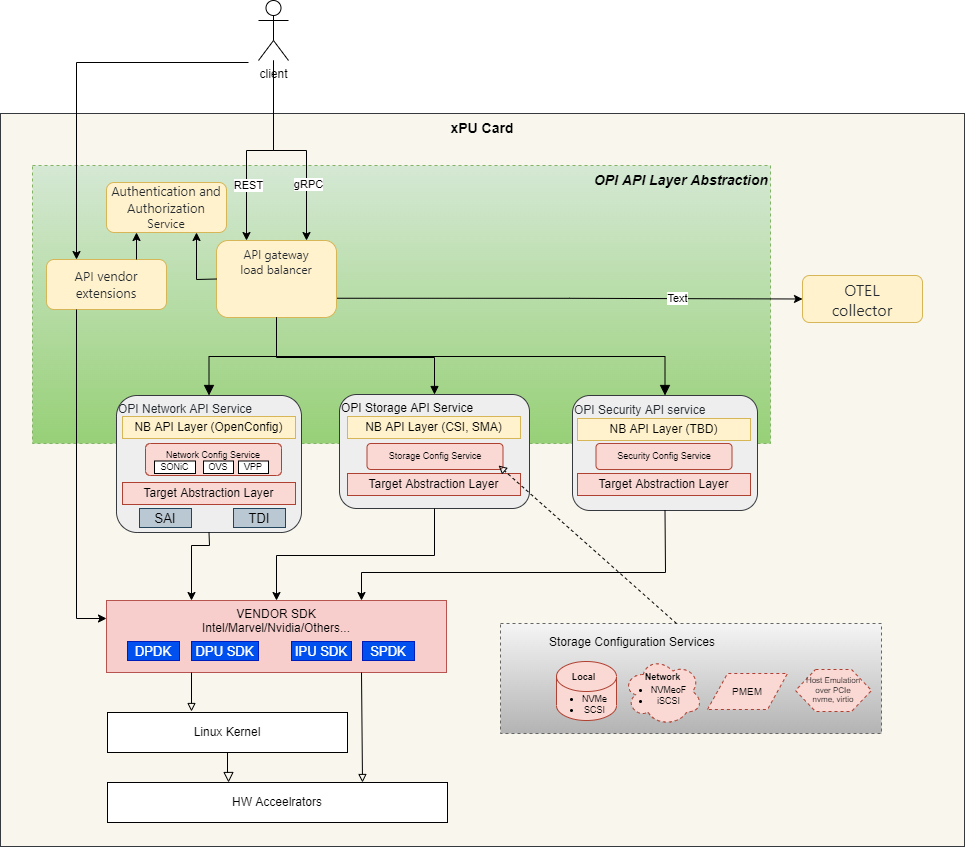 client
xPU Card
OPI API Layer Abstraction
REST
gRPC
Authentication and
Authorization
Service
API gateway
load balancer
API vendor
extensions
Text
OTEL
collector
OPI Network API Service
NB API Layer (OpenConfig)
Network Config Service
SONiC
OVS
VPP
Target Abstraction Layer
SAI
TDI
OPI Storage API Service
NB API Layer (CSI, SMA)
Storage Config Service
Target Abstraction Layer
OPI Security API service
NB API Layer (TBD)
Security Config Service
Target Abstraction Layer
VENDOR SDK
Intel/Marvel/Nvidia/Others...
DPDK
DPU SDK
IPU SDK
SPDK
Storage Configuration Services
Local
• NVMe
• SCSI
Network
• NVMeoF
• iSCSI
PMEM
Host Emulation
over PCIe
nvme, virtio
Linux Kernel
HW Acceelrators